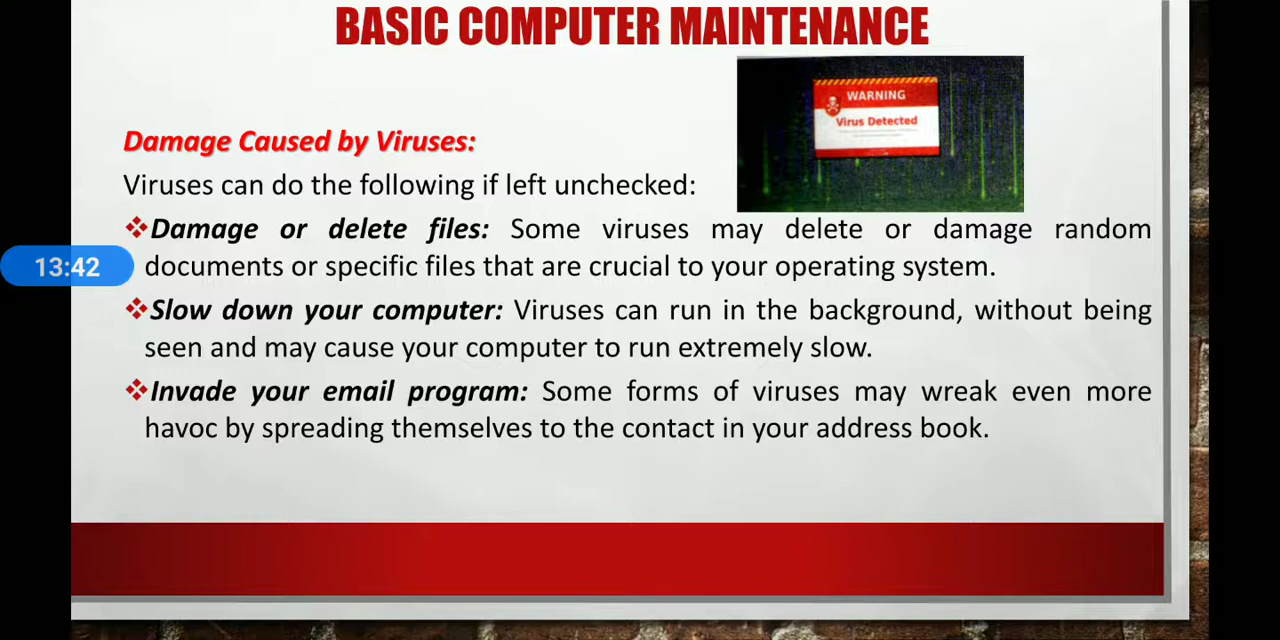 BASIC COMPUTER MAINTENANCE
WARNING
Virus Detected
Damage Caused by Viruses:
Viruses can do the following if left unchecked:
❖Damage or delete files: Some viruses may delete or damage random
13:42
documents or specific files that are crucial to your operating system.
❖Slow down your computer: Viruses can run in the background, without being
seen and may cause your computer to run extremely slow.
❖Invade your email program: Some forms of viruses may wreak even more
havoc by spreading themselves to the contact in your address book.